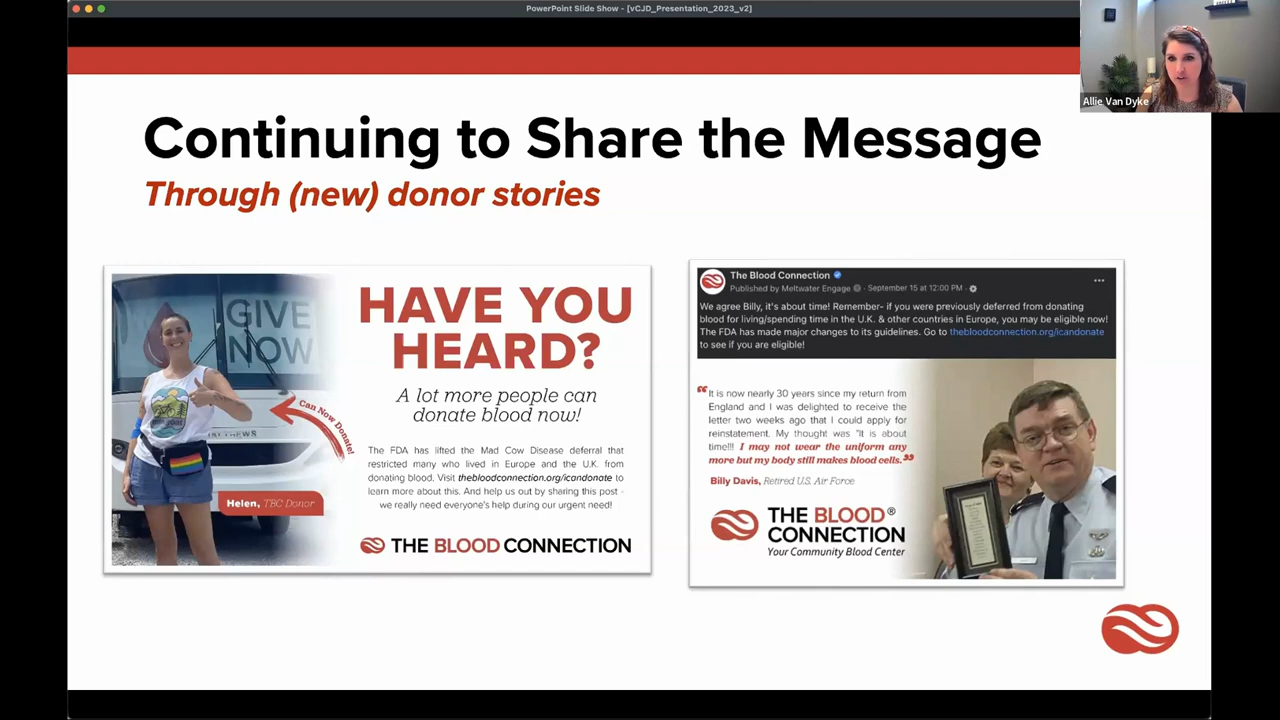 PowerPoint Slide Show - [vCJD_Presentation_2023_v2]
Allie Van Dyke
Continuing to Share the Message
Through (new) donor stories
GIVE
NOW
Can Now Donate!
Helen, TBC Donor
HAVE YOU
HEARD?
A lot more people can
donate blood now!
The FDA has lifted the Mad Cow Disease deferral that
restricted many who lived in Europe and the U.K. from
donating blood. Visit thebloodconnection.org/icandonate to
learn more about this. And help us out by sharing this post -
we really need everyone's help during our urgent need!
THE BLOOD CONNECTION
The Blood Connection
Published by Meltwater Engage · September 15 at 12:00 PM ·
We agree Billy, it's about time! Remember- if you were previously deferred from donating
blood for living/spending time in the U.K. & other countries in Europe, you may be eligible now!
The FDA has made major changes to its guidelines. Go to thebloodconnection.org/icandonate
to see if you are eligible!
"It is now nearly 30 years since my return from
England and I was delighted to receive the
letter two weeks ago that I could apply for
reinstatement. My thought was "It is about
time!!! I may not wear the uniform any
more but my body still makes blood cells."
Billy Davis, Retired U.S. Air Force
THE BLOOD®
CONNECTION
Your Community Blood Center